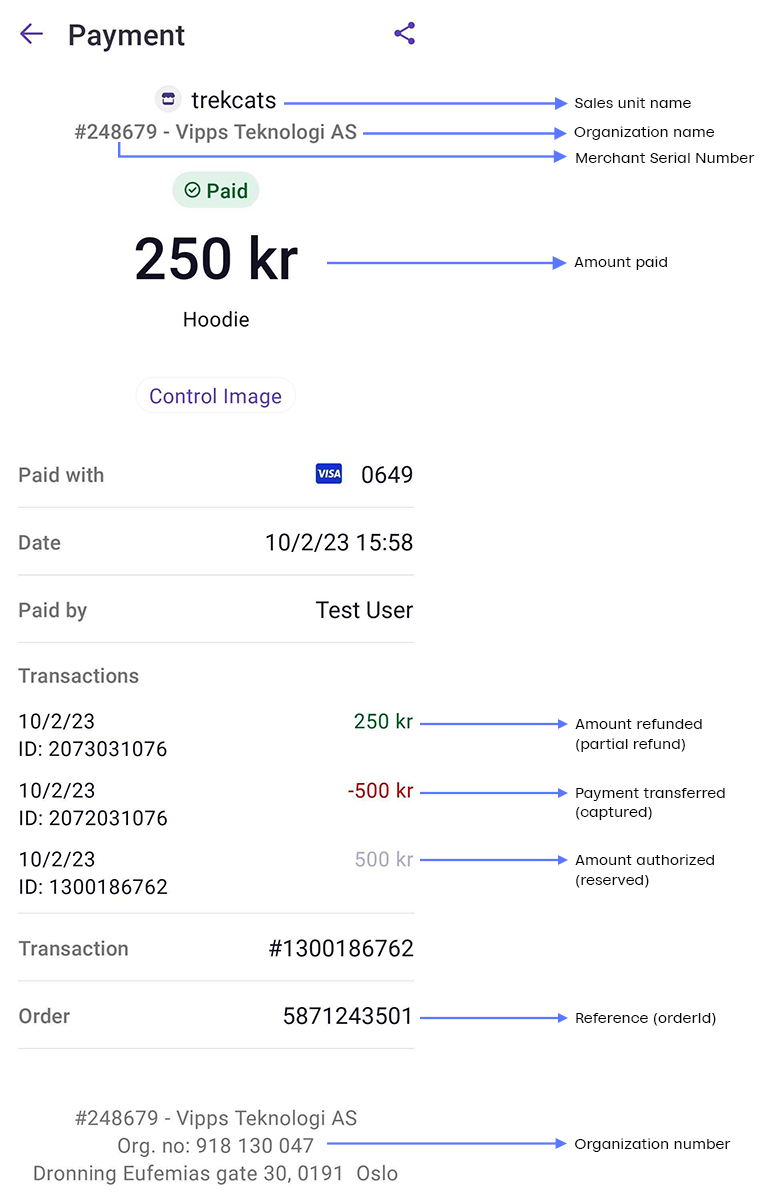 Payment
trekcats
Sales unit name
#248679 - Vipps Teknologi AS
Organization name
Merchant Serial Number
Paid
250 kr
Amount paid
Hoodie
Control Image
Paid with
VISA 0649
Date
10/2/23 15:58
Paid by
Test User
Transactions
10/2/23
250 kr
Amount refunded
ID: 2073031076
(partial refund)
10/2/23
-500 kr
Payment transferred
ID: 2072031076
(captured)
10/2/23
500 kr
Amount authorized
ID: 1300186762
(reserved)
Transaction
#1300186762
Order
5871243501
Reference (orderId)
#248679 - Vipps Teknologi AS
Org. no: 918 130 047
Organization number
Dronning Eufemias gate 30, 0191 Oslo